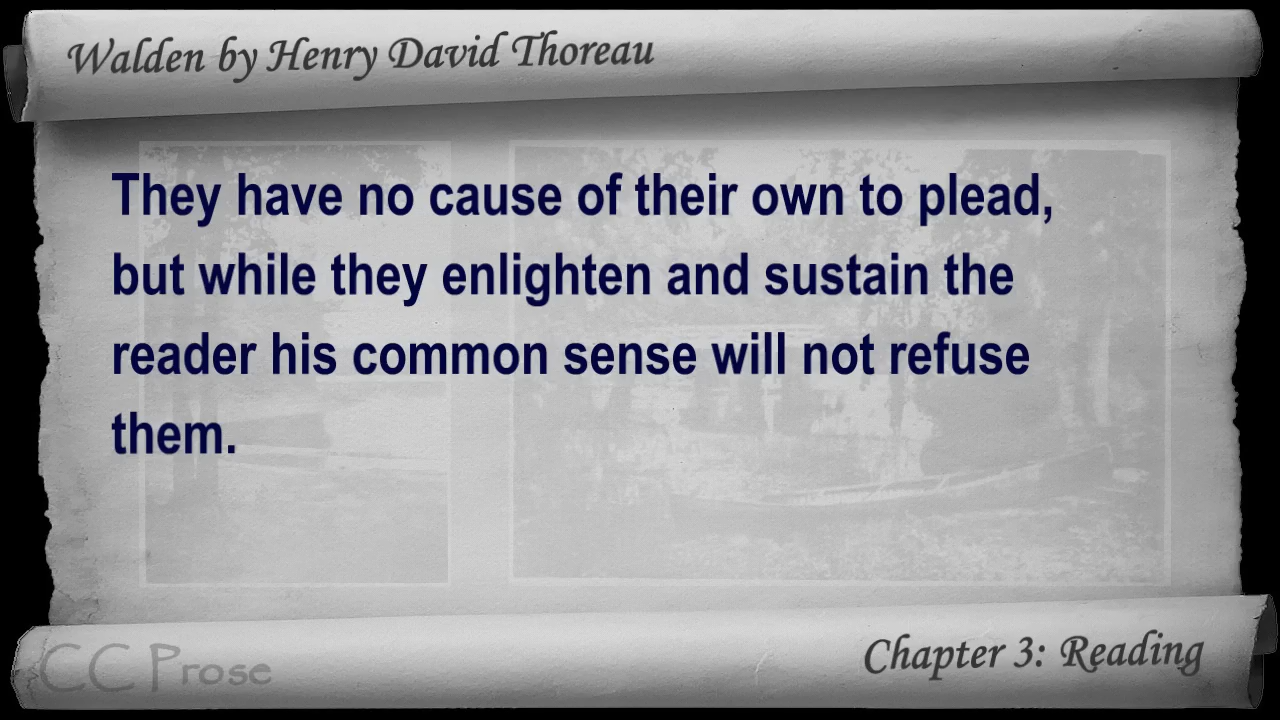 Walden by Henry David Thoreau
They have no cause of their own to plead,
but while they enlighten and sustain the
reader his common sense will not refuse
them.
CC Prose
Chapter 3: Reading